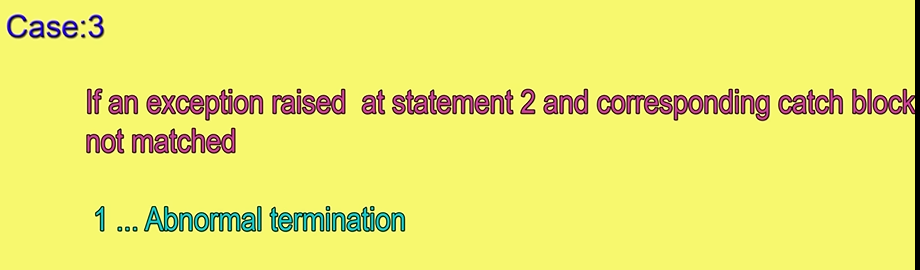 Case:3
If an exception raised at statement 2 and corresponding catch block
not matched
1 ... Abnormal termination